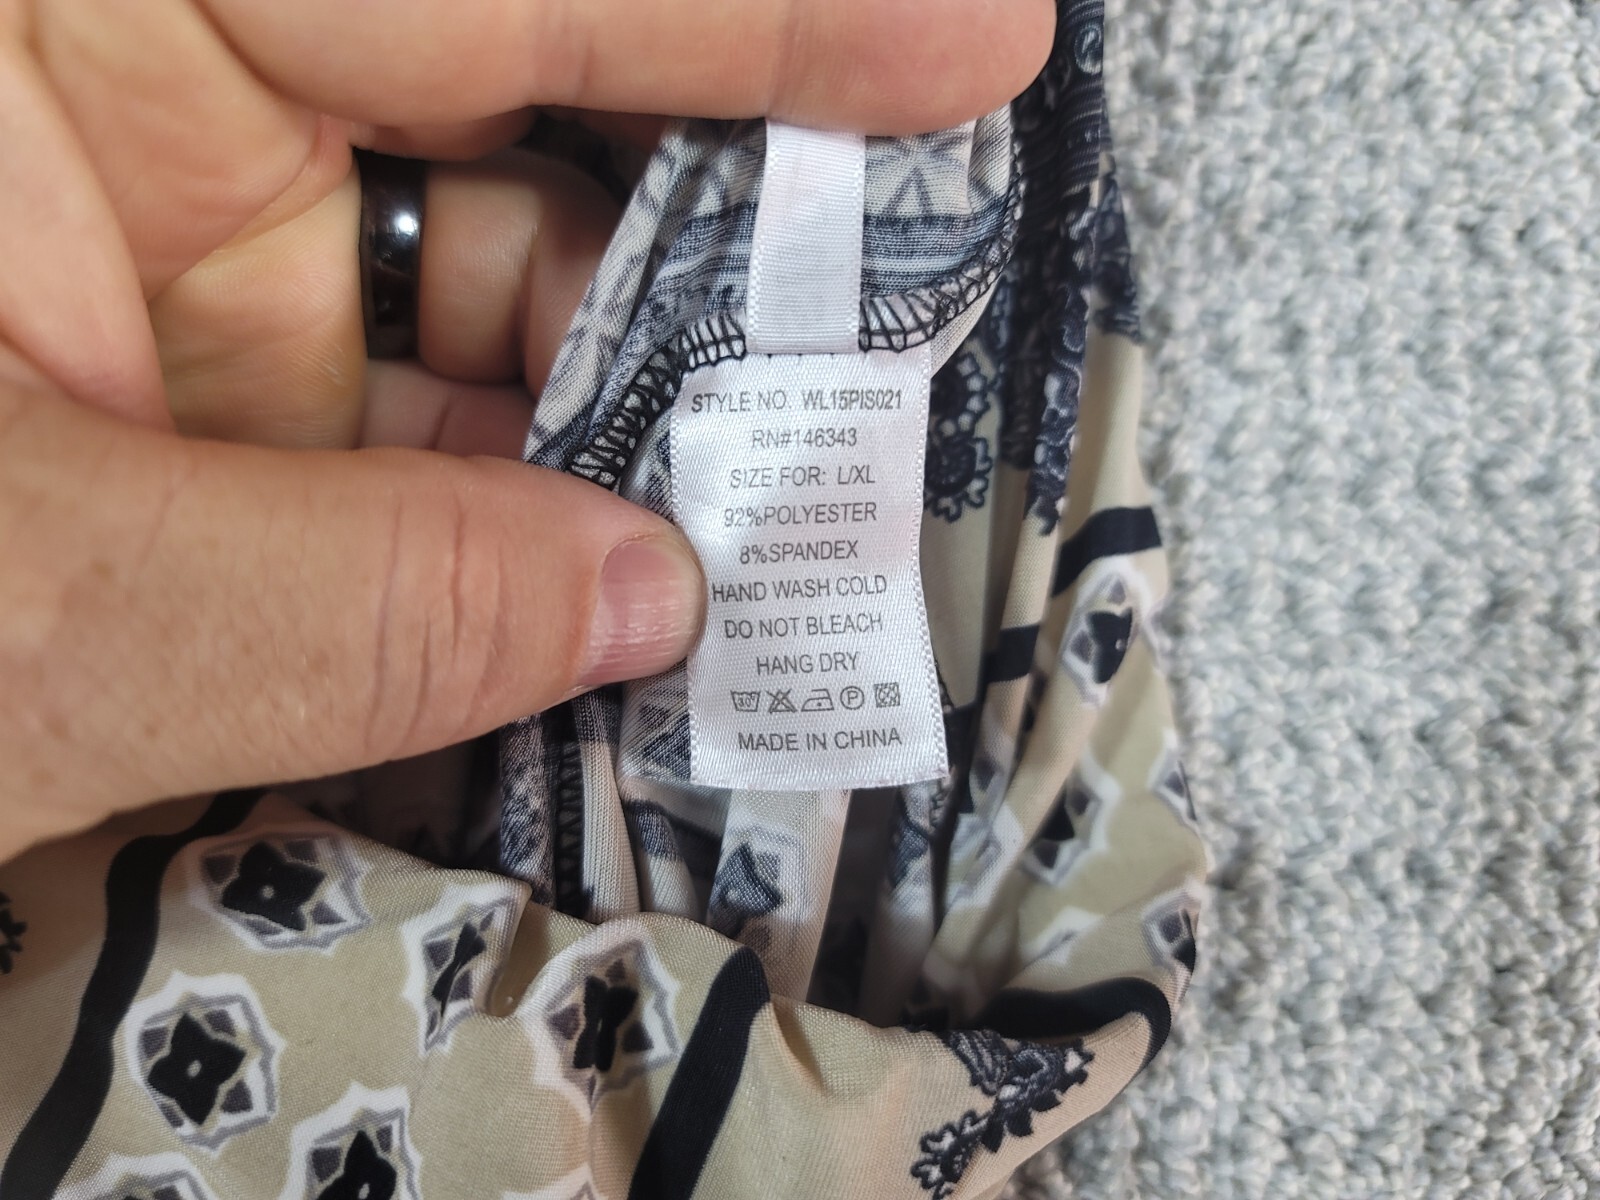 STYLE NO. WL15PIS021
RN#146343
SIZE FOR: L/XL
92%POLYESTER
8%SPANDEX
HAND WASH COLD
DO NOT BLEACH
HANG DRY
30° P
MADE IN CHINA